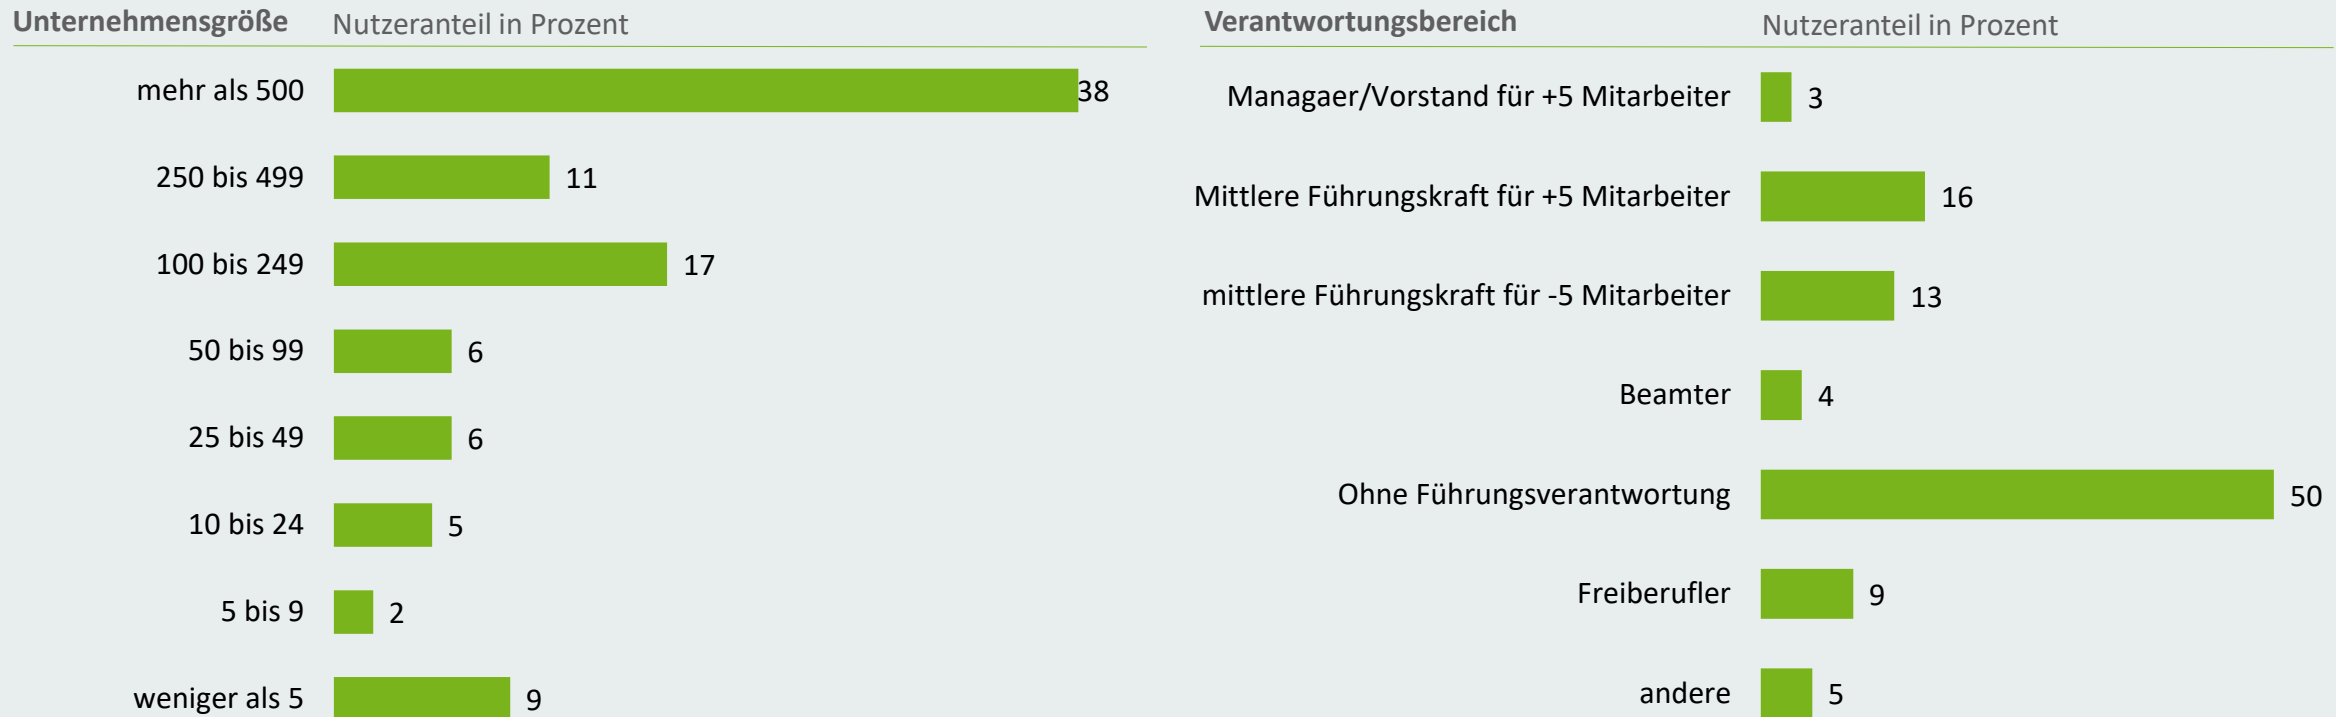 Unternehmensgröße Nutzeranteil in Prozent
mehr als 500 38
250 bis 499 11
100 bis 249 17
50 bis 99 6
25 bis 49 6
10 bis 24 5
5 bis 9 2
weniger als 5 9
Verantwortungsbereich Nutzeranteil in Prozent
Managaer/Vorstand für +5 Mitarbeiter 3
Mittlere Führungskraft für +5 Mitarbeiter 16
mittlere Führungskraft für -5 Mitarbeiter 13
Beamter 4
Ohne Führungsverantwortung 50
Freiberufler 9
andere 5